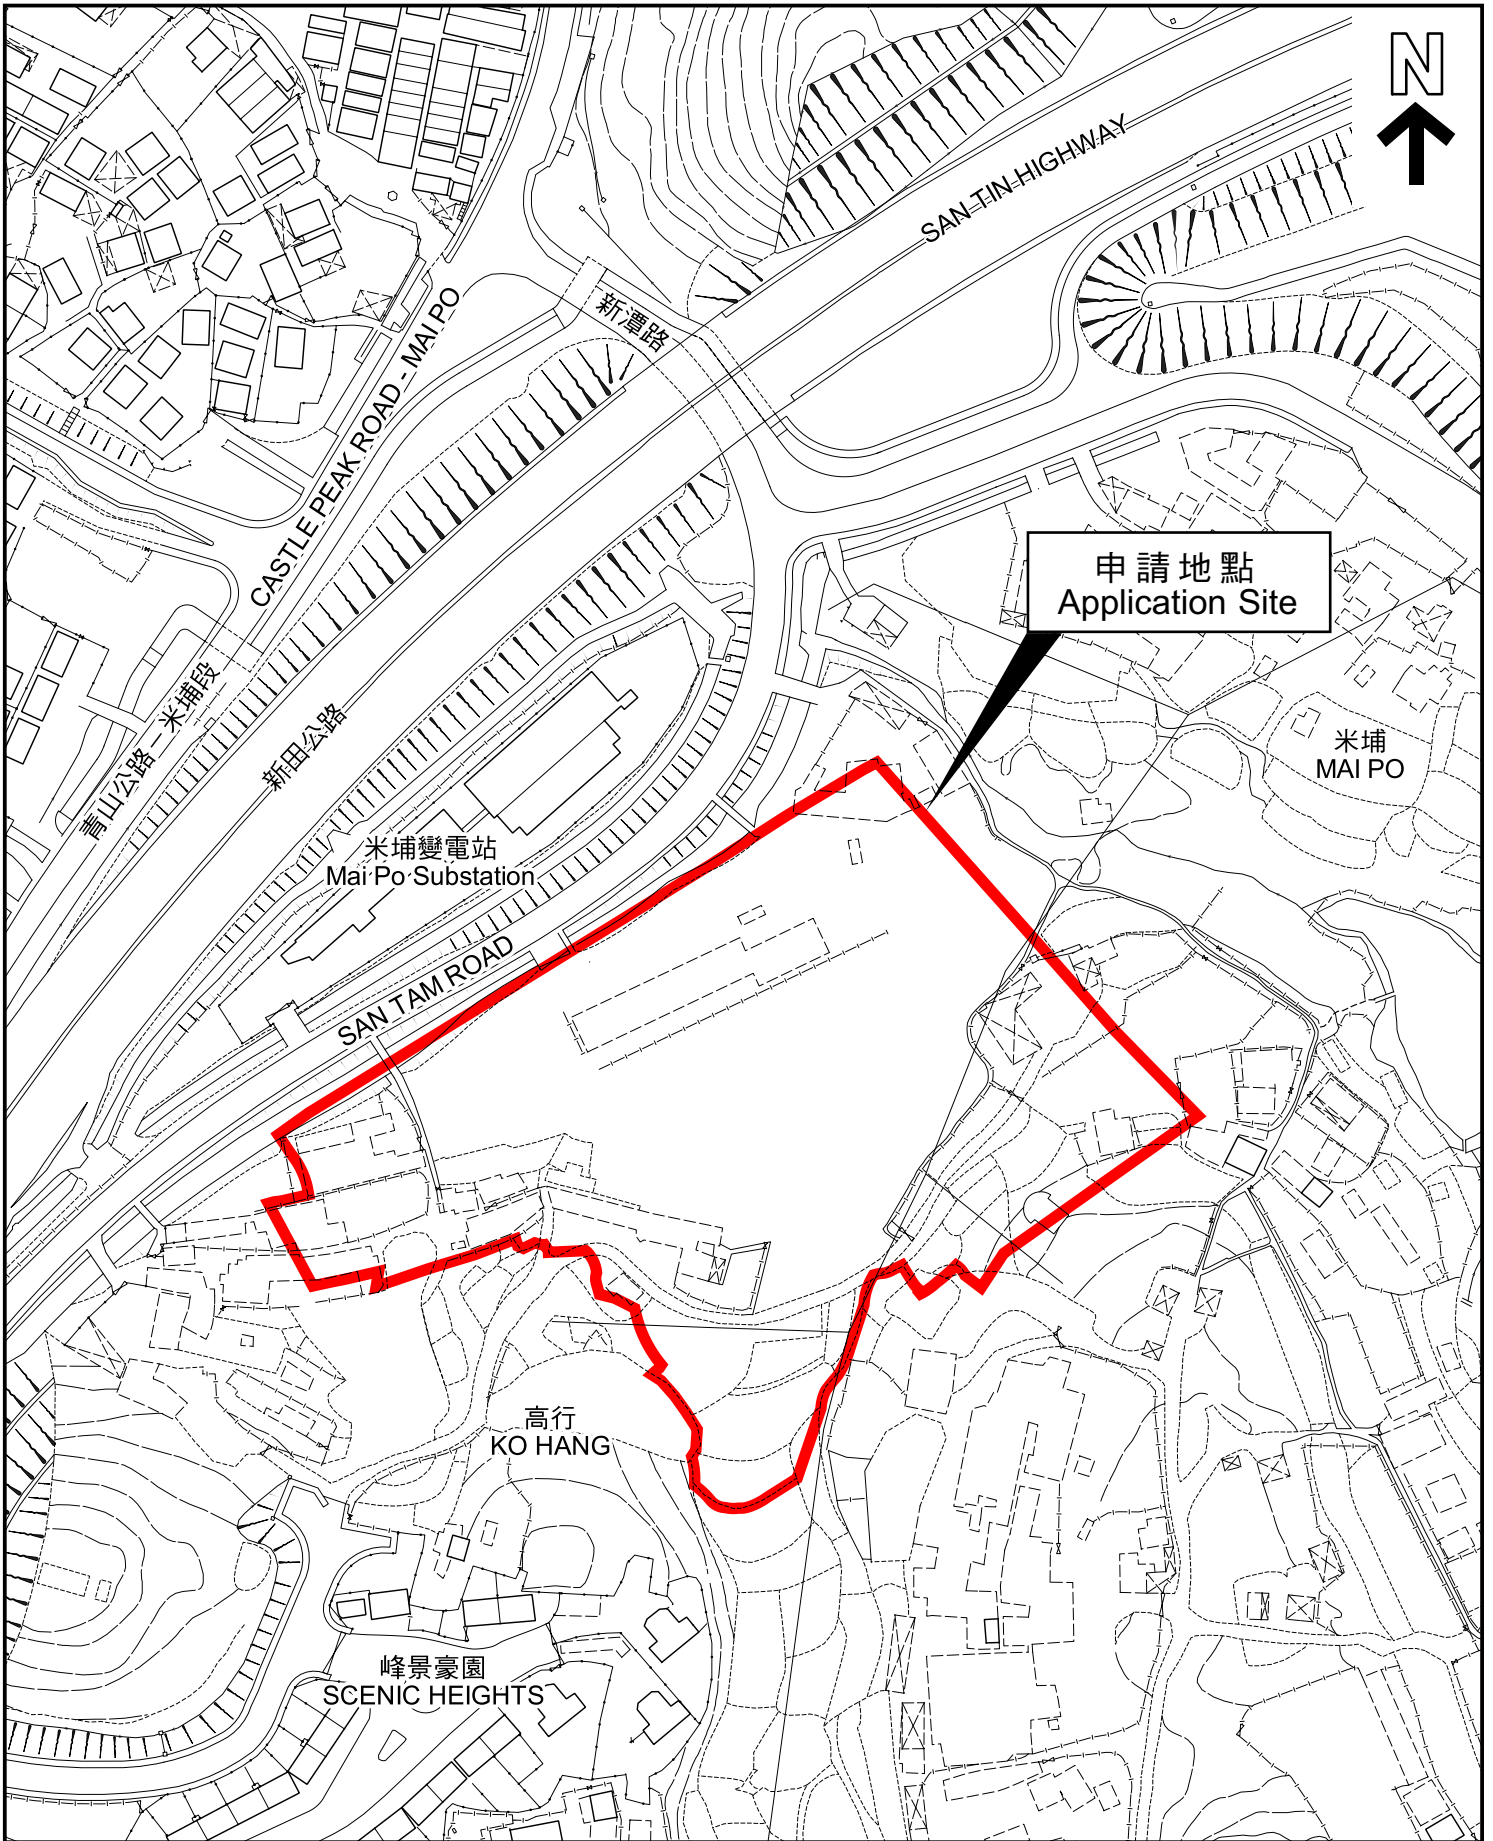 N
SAN TIN HIGHWAY
新潭路
CASTLE PEAK ROAD - MAI PO
申請地點
Application Site
青山公路－米埔段
新田公路
米埔
MAI PO
米埔變電站
Mai Po Substation
SAN TAM ROAD
高行
KO HANG
峰景豪園
SCENIC HEIGHTS